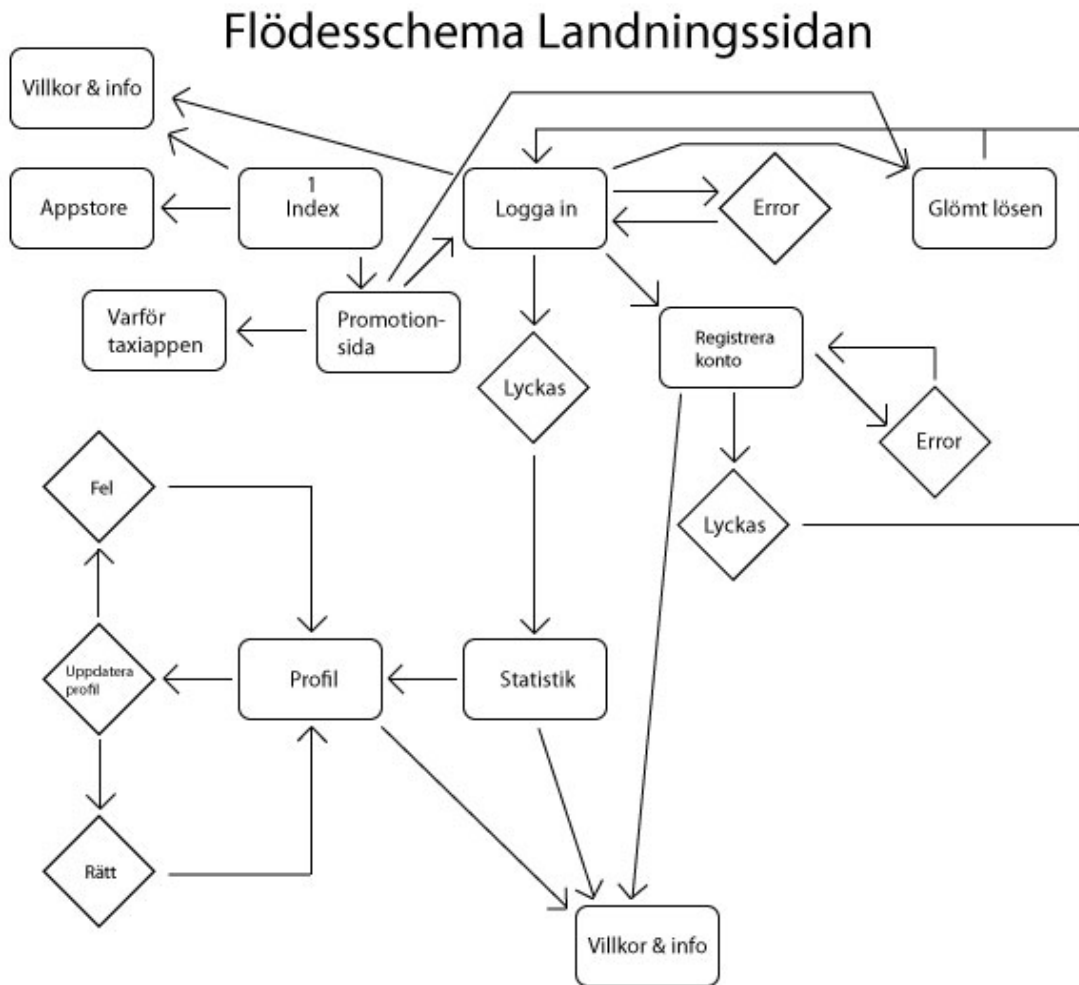 Flödesschema Landningssidan
Villkor & info
Appstore
1
Index
Logga in
Error
Glömt lösen
Varför
taxiappen
Promotion-
sida
Registrera
konto
Lyckas
Error
Fel
Lyckas
Uppdatera
profil
Profil
Statistik
Rätt
Villkor & info